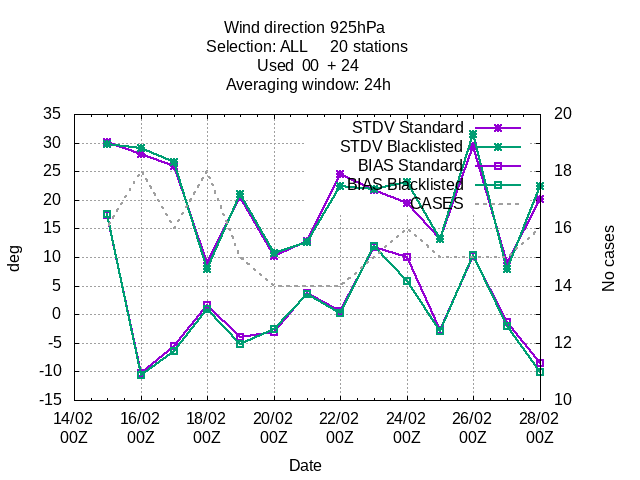 Wind direction 925hPa
Selection: ALL     20 stations
Used  00  + 24
Averaging window: 24h
35
30
25
20
15
10
5
0
-5
-10
-15
deg
STDV Standard
STDV Blacklisted
BIAS Standard
BIAS Blacklisted
CASES
20
18
16
14
12
10
No cases
14/02 16/02 18/02 20/02 22/02 24/02 26/02 28/02
00Z 00Z 00Z 00Z 00Z 00Z 00Z 00Z
Date